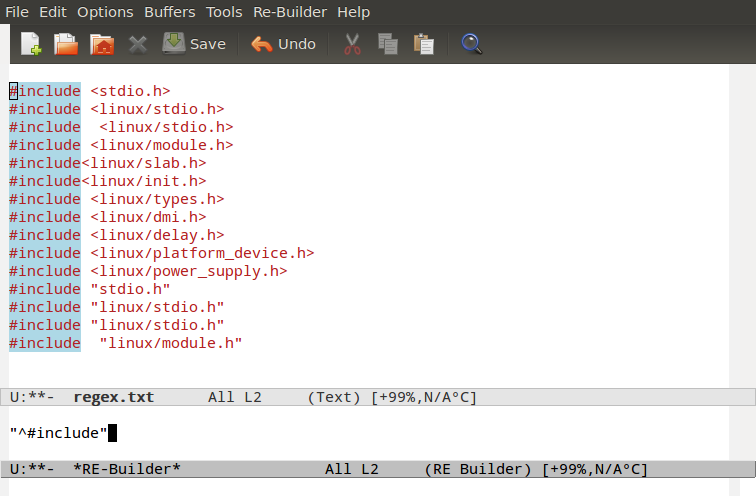 File Edit Options Buffers Tools Re-Builder Help
Save Undo
#include <stdio.h>
#include <linux/stdio.h>
#include  <linux/stdio.h>
#include <linux/module.h>
#include<linux/slab.h>
#include<linux/init.h>
#include <linux/types.h>
#include <linux/dmi.h>
#include <linux/delay.h>
#include <linux/platform_device.h>
#include <linux/power_supply.h>
#include "stdio.h"
#include "linux/stdio.h"
#include "linux/stdio.h"
#include  "linux/module.h"
U:**-  regex.txt      All L2     (Text) [+99%,N/A°C]
"^#include"
U:**-  *RE-Builder*                All L2     (RE Builder) [+99%,N/A°C]